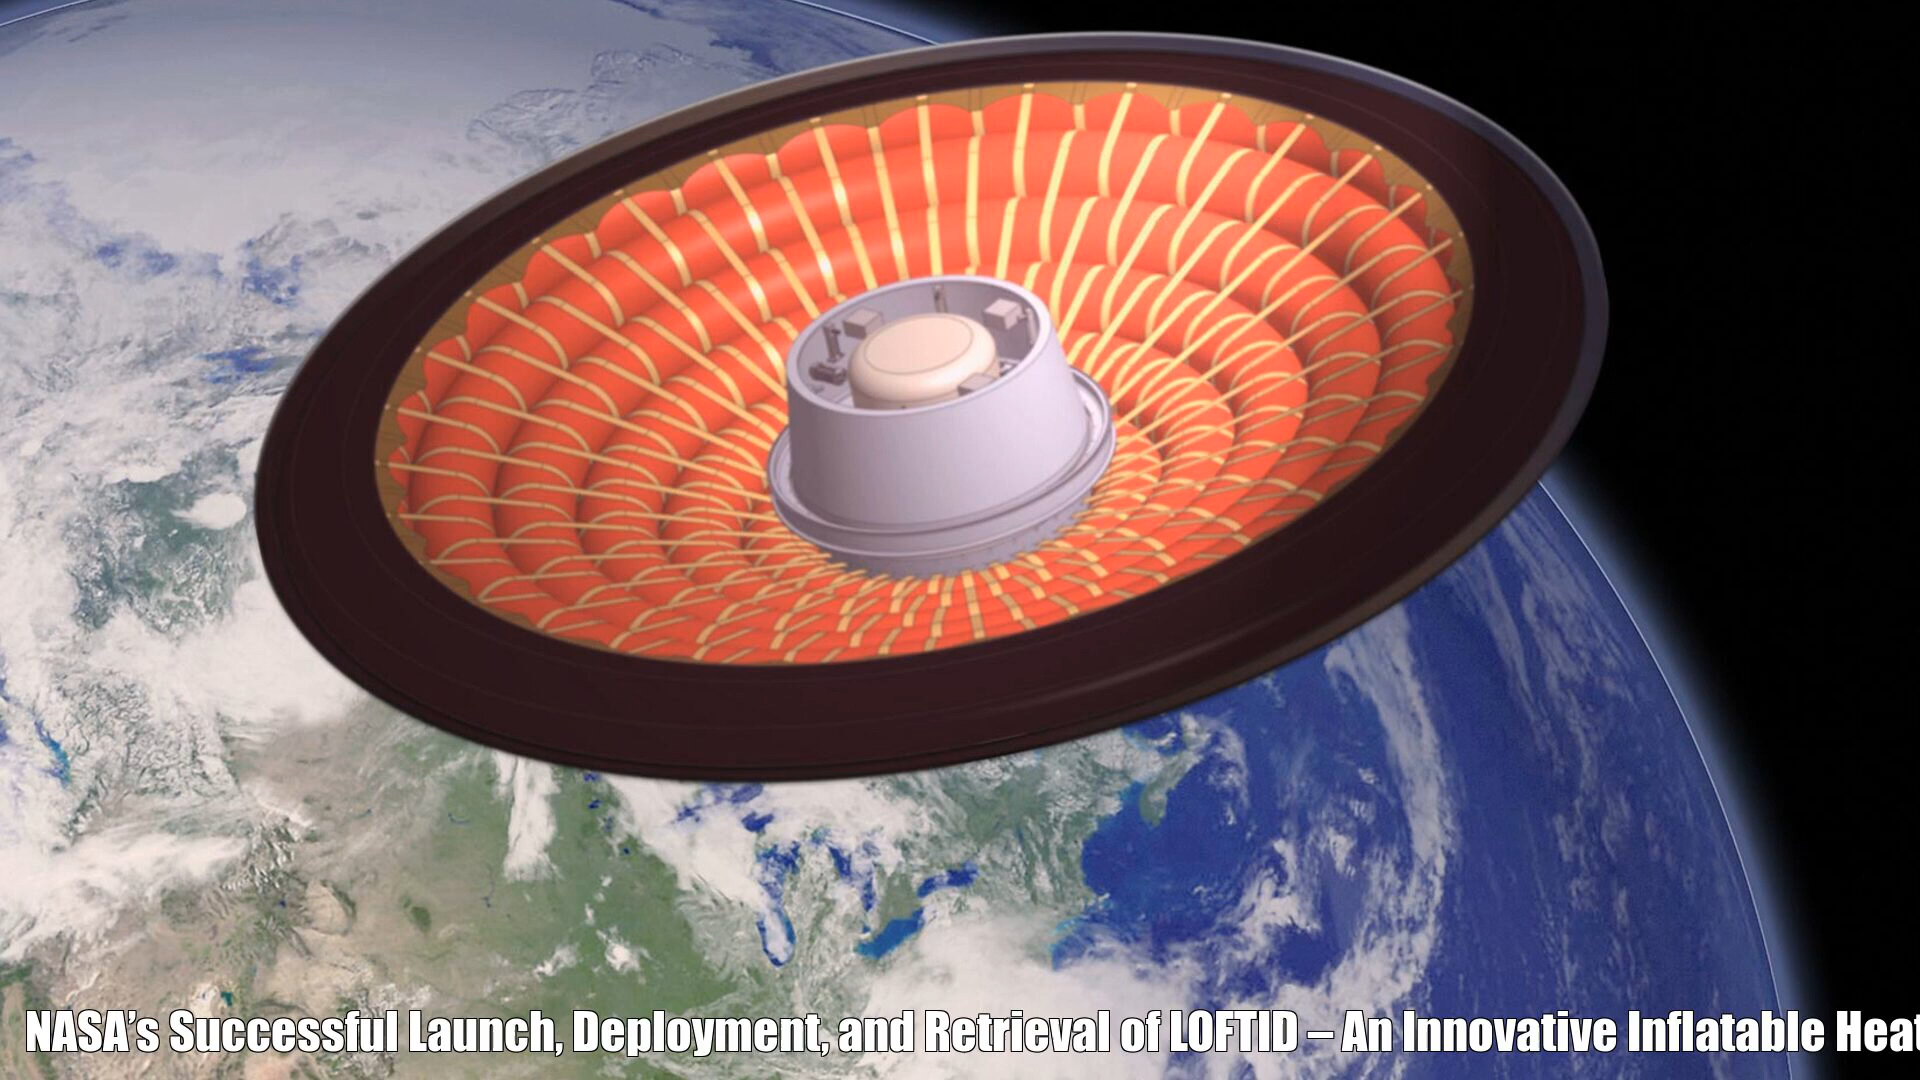 NASA’s Successful Launch, Deployment, and Retrieval of LOFTID – An Innovative Inflatable Heat